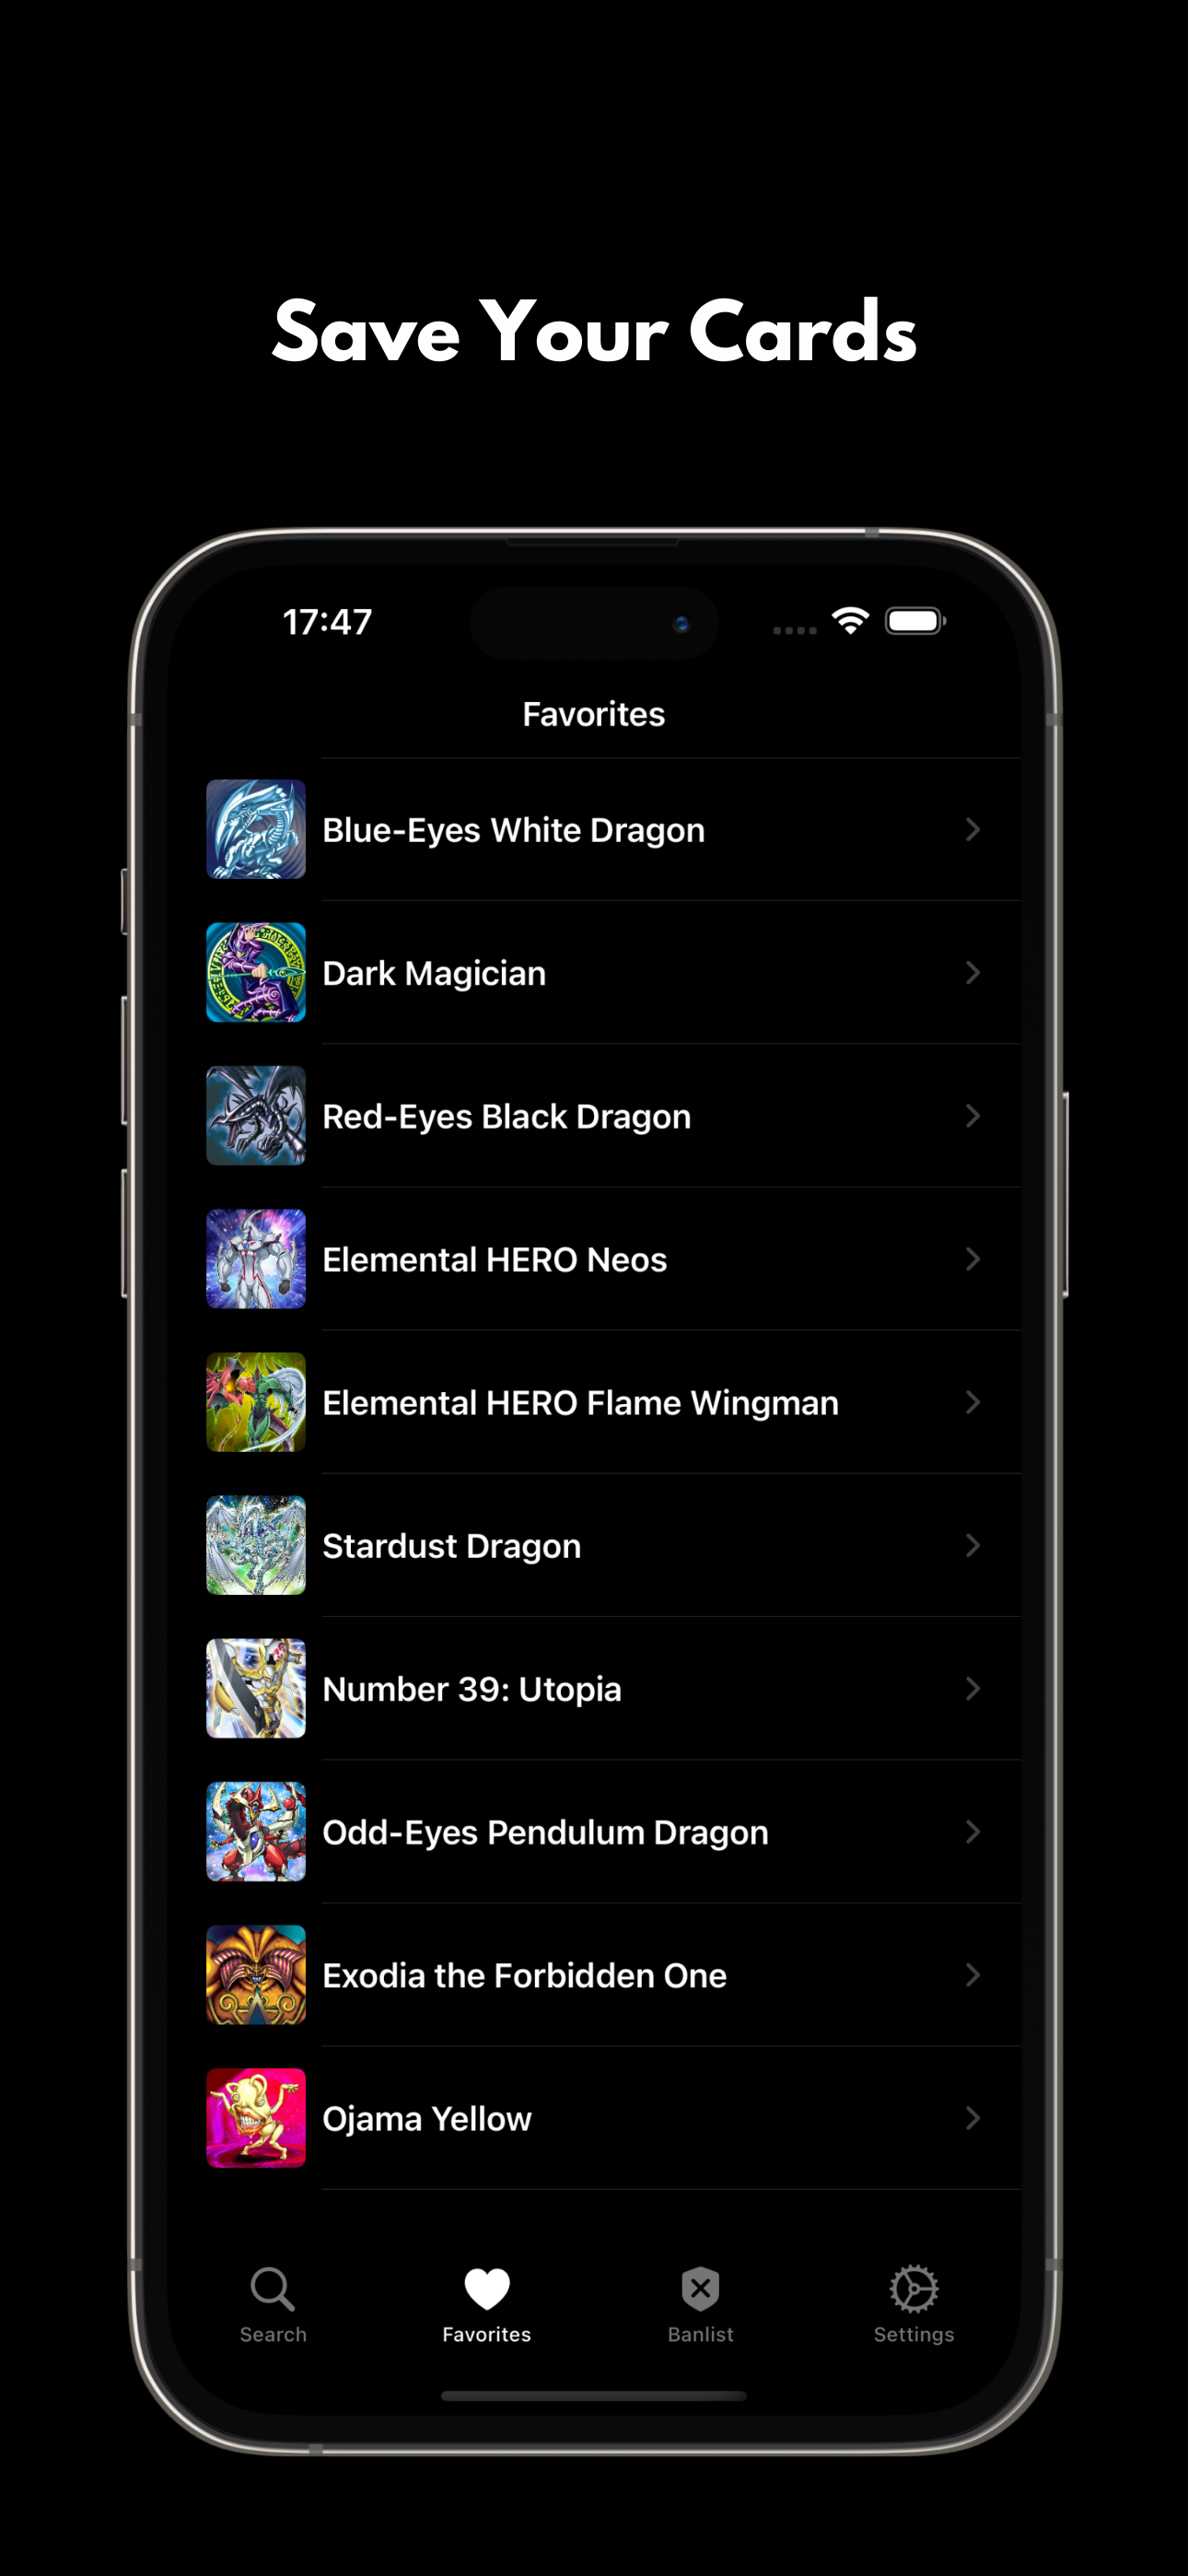 Save Your Cards
17:47
Favorites
Blue-Eyes White Dragon
Dark Magician
Red-Eyes Black Dragon
Elemental HERO Neos
Elemental HERO Flame Wingman
Stardust Dragon
Number 39: Utopia
Odd-Eyes Pendulum Dragon
Exodia the Forbidden One
Ojama Yellow
Search
Favorites
Banlist
Settings